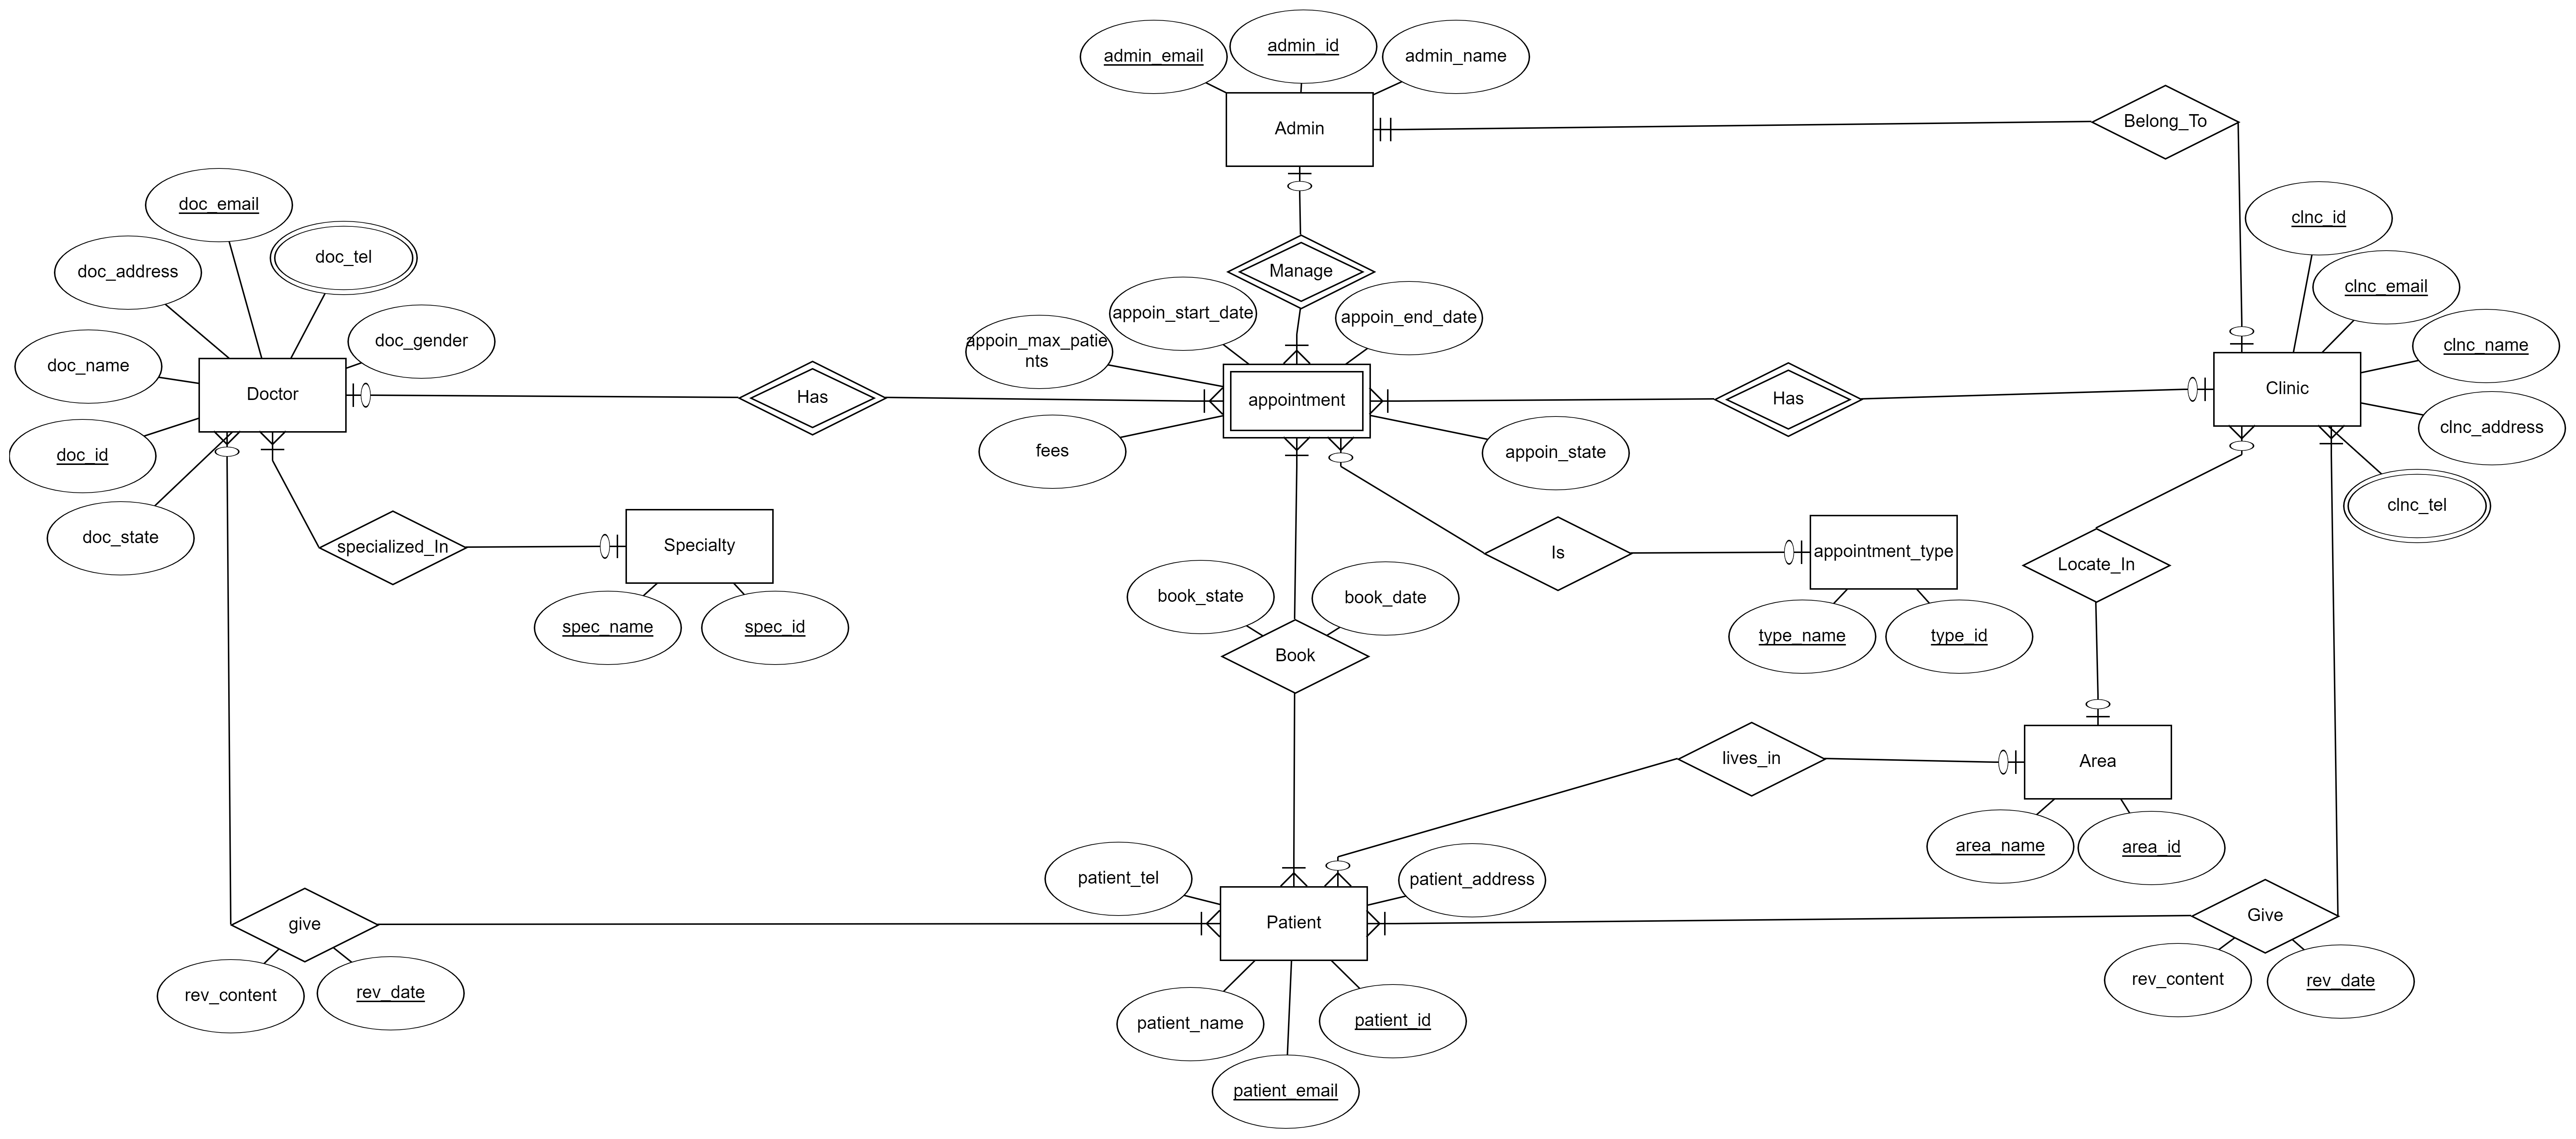 admin_email
admin_id
admin_name
Admin
Belong_To
doc_email
doc_tel
doc_address
doc_gender
doc_name
Doctor
doc_id
doc_state
Has
Manage
appoin_start_date
appoin_end_date
appoin_max_patie
nts
appointment
fees
appoin_state
Has
clnc_id
clnc_email
clnc_name
Clinic
clnc_address
clnc_tel
specialized_In
Specialty
spec_name
spec_id
Is
appointment_type
type_name
type_id
Locate_In
book_state
book_date
Book
lives_in
Area
area_name
area_id
patient_tel
patient_address
give
Patient
Give
rev_content
rev_date
patient_name
patient_id
patient_email
rev_content
rev_date